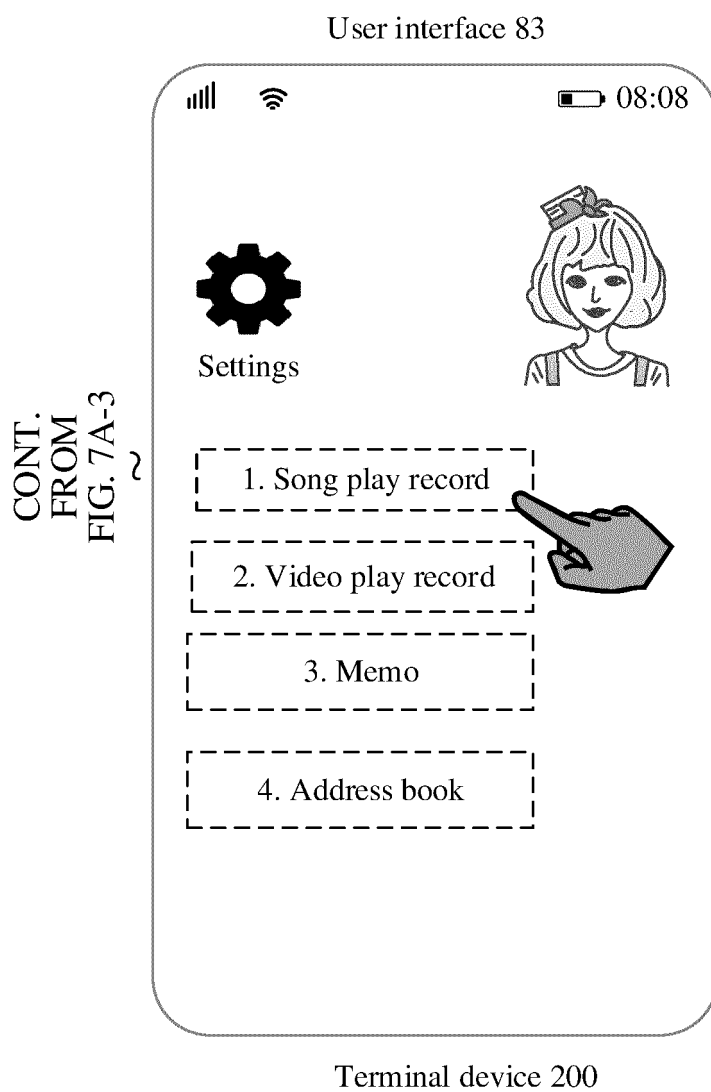 User interface 83
08:08
Settings
CONT.
FROM
FIG. 7A-3
1. Song play record
2. Video play record
3. Memo
4. Address book
Terminal device 200